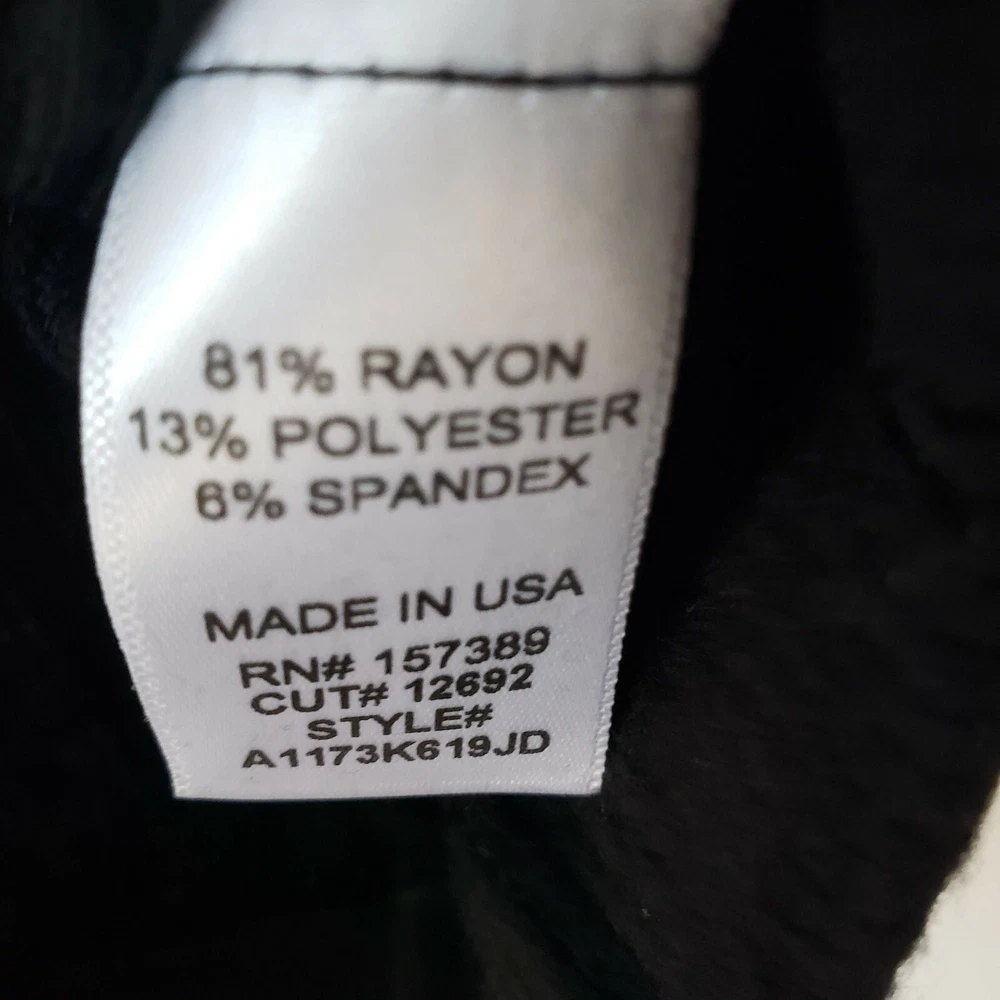 81% RAYON
13% POLYESTER
6% SPANDEX
MADE IN USA
RN# 157389
CUT# 12692
STYLE#
A1173K619JD